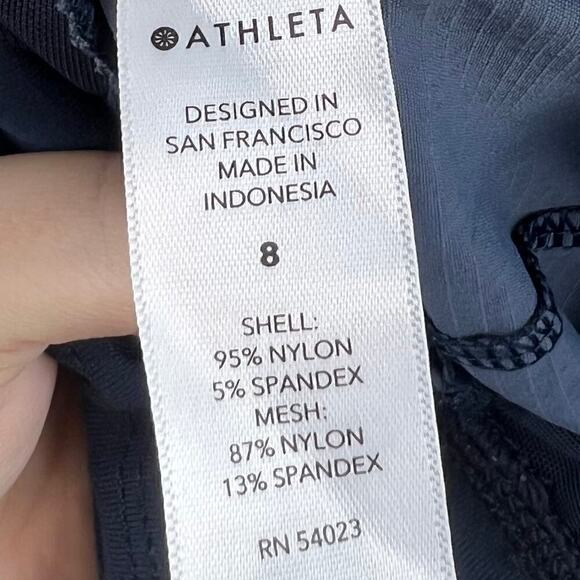 ATHLETA
DESIGNED IN
SAN FRANCISCO
MADE IN
INDONESIA
8
SHELL:
95% NYLON
5% SPANDEX
MESH:
87% NYLON
13% SPANDEX
RN 54023